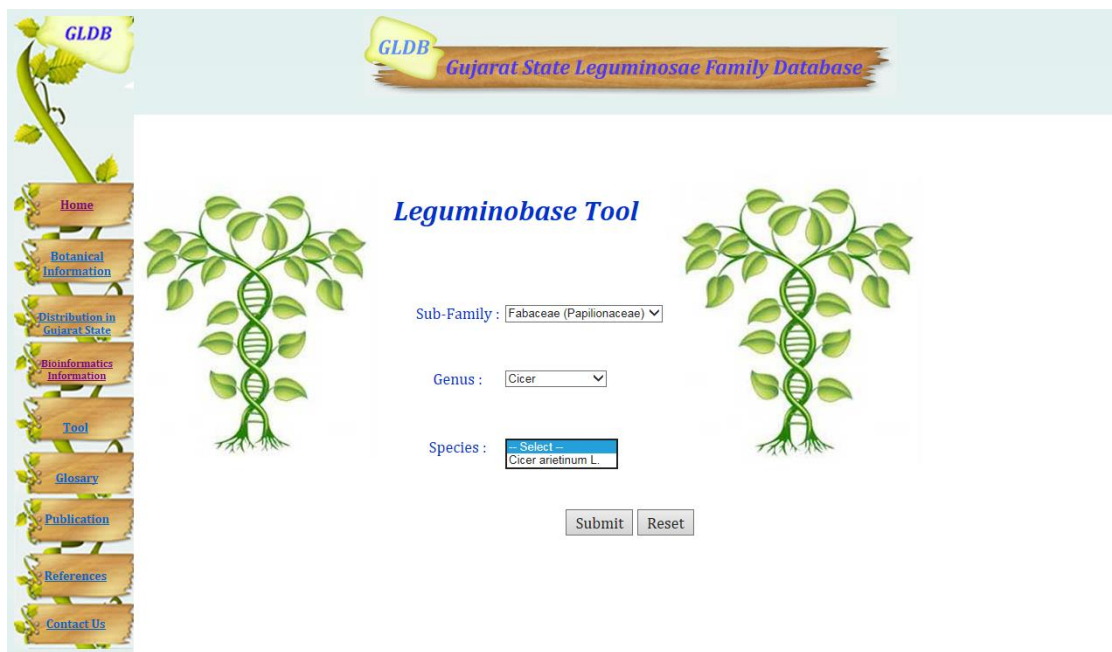 GLDB
GLDB
Gujarat State Leguminosae Family Database
Home
Botanical
Information
Distribution in
Gujarat State
Bioinformatics
Information
Tool
Glosary
Publication
References
Contact Us
Leguminobase Tool
Sub-Family : Fabaceae (Papilionaceae)
Genus : Cicer
Species : -- Select --
Cicer arietinum L.
Submit Reset